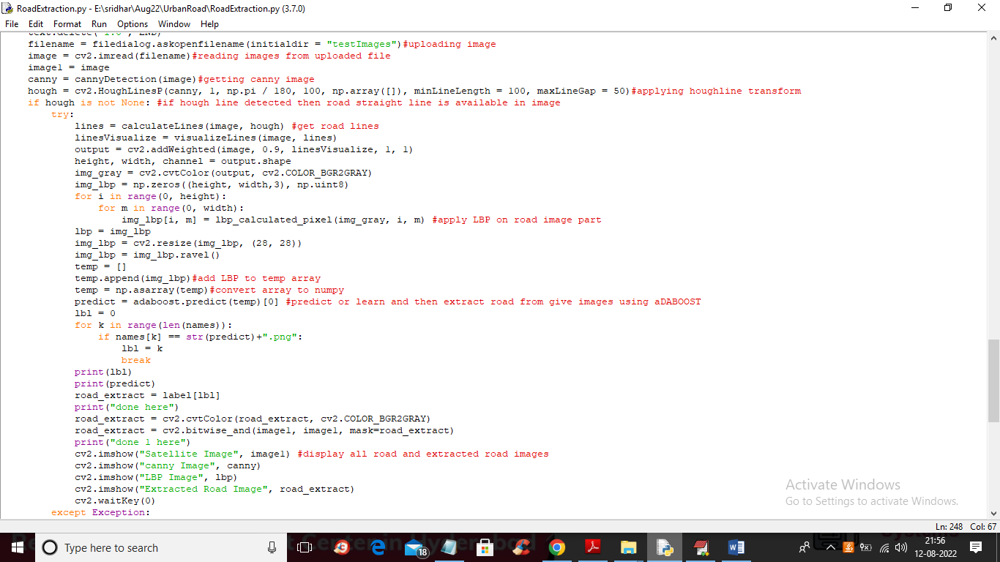 RoadExtraction.py - E:\sridhar\Aug22\UrbanRoad\RoadExtraction.py (3.7.0)
File Edit Format Run Options Window Help
filename = filedialog.askopenfilename(initialdir = "testImages")#uploading image
image = cv2.imread(filename)#reading images from uploaded file
image1 = image
canny = cannyDetection(image)#getting canny image
hough = cv2.HoughLinesP(canny, 1, np.pi / 180, 100, np.array([]), minLineLength = 100, maxLineGap = 50)#applying houghline transform
if hough is not None: #if hough line detected then road straight line is available in image
try:
lines = calculateLines(image, hough) #get road lines
linesVisualize = visualizeLines(image, lines)
output = cv2.addWeighted(image, 0.9, linesVisualize, 1, 1)
height, width, channel = output.shape
img_gray = cv2.cvtColor(output, cv2.COLOR_BGR2GRAY)
img_lbp = np.zeros((height, width,3), np.uint8)
for i in range(0, height):
for m in range(0, width):
img_lbp[i, m] = lbp_calculated_pixel(img_gray, i, m) #apply LBP on road image part
lbp = img_lbp
img_lbp = cv2.resize(img_lbp, (28, 28))
img_lbp = img_lbp.ravel()
temp = []
temp.append(img_lbp)#add LBP to temp array
temp = np.asarray(temp)#convert array to numpy
predict = adaboost.predict(temp)[0] #predict or learn and then extract road from give images using aDABOOST
lbl = 0
for k in range(len(names)):
if names[k] == str(predict)+".png":
lbl = k
break
print(lbl)
print(predict)
road_extract = label[lbl]
print("done here")
road_extract = cv2.cvtColor(road_extract, cv2.COLOR_BGR2GRAY)
road_extract = cv2.bitwise_and(image1, image1, mask=road_extract)
print("done 1 here")
cv2.imshow("Satellite Image", image1) #display all road and extracted road images
cv2.imshow("canny Image", canny)
cv2.imshow("LBP Image", lbp)
cv2.imshow("Extracted Road Image", road_extract)
cv2.waitKey(0)
except Exception:
Activate Windows
Go to Settings to activate Windows.
Ln: 248 Col: 67
Type here to search
18
21:56
12-08-2022